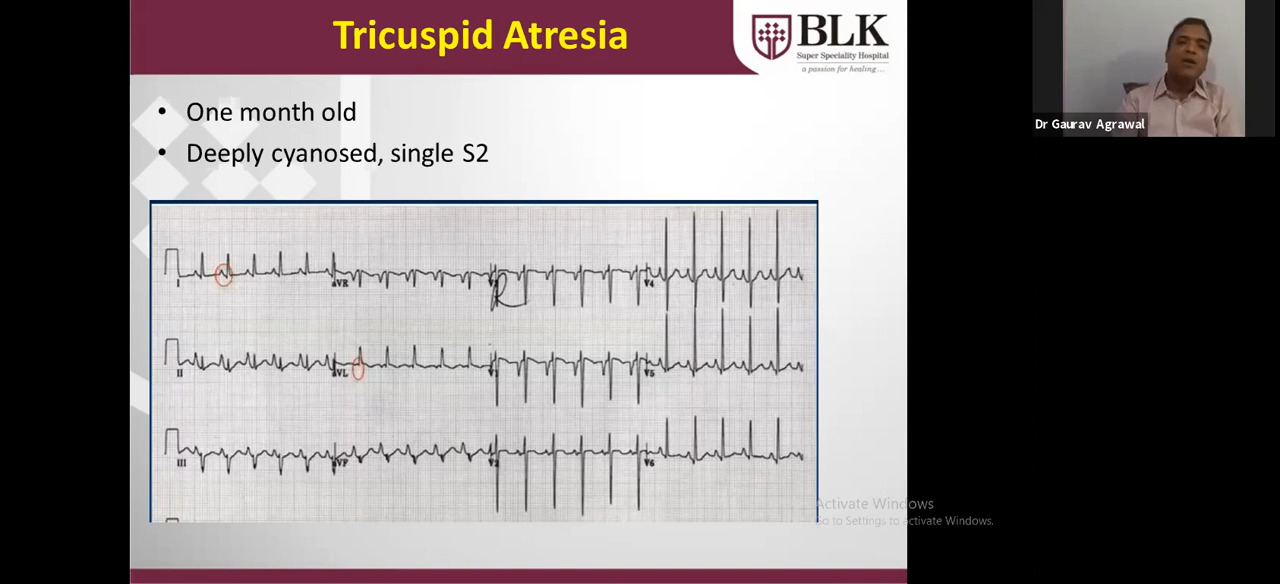 Tricuspid Atresia
BLK
Super Speciality Hospital
a passion for healing...
Dr Gaurav Agrawal
• One month old
• Deeply cyanosed, single S2
I
aVR
V4
II
aVL
V1
V5
III
aVF
V2
V6
Activate Windows
Go to Settings to activate Windows.